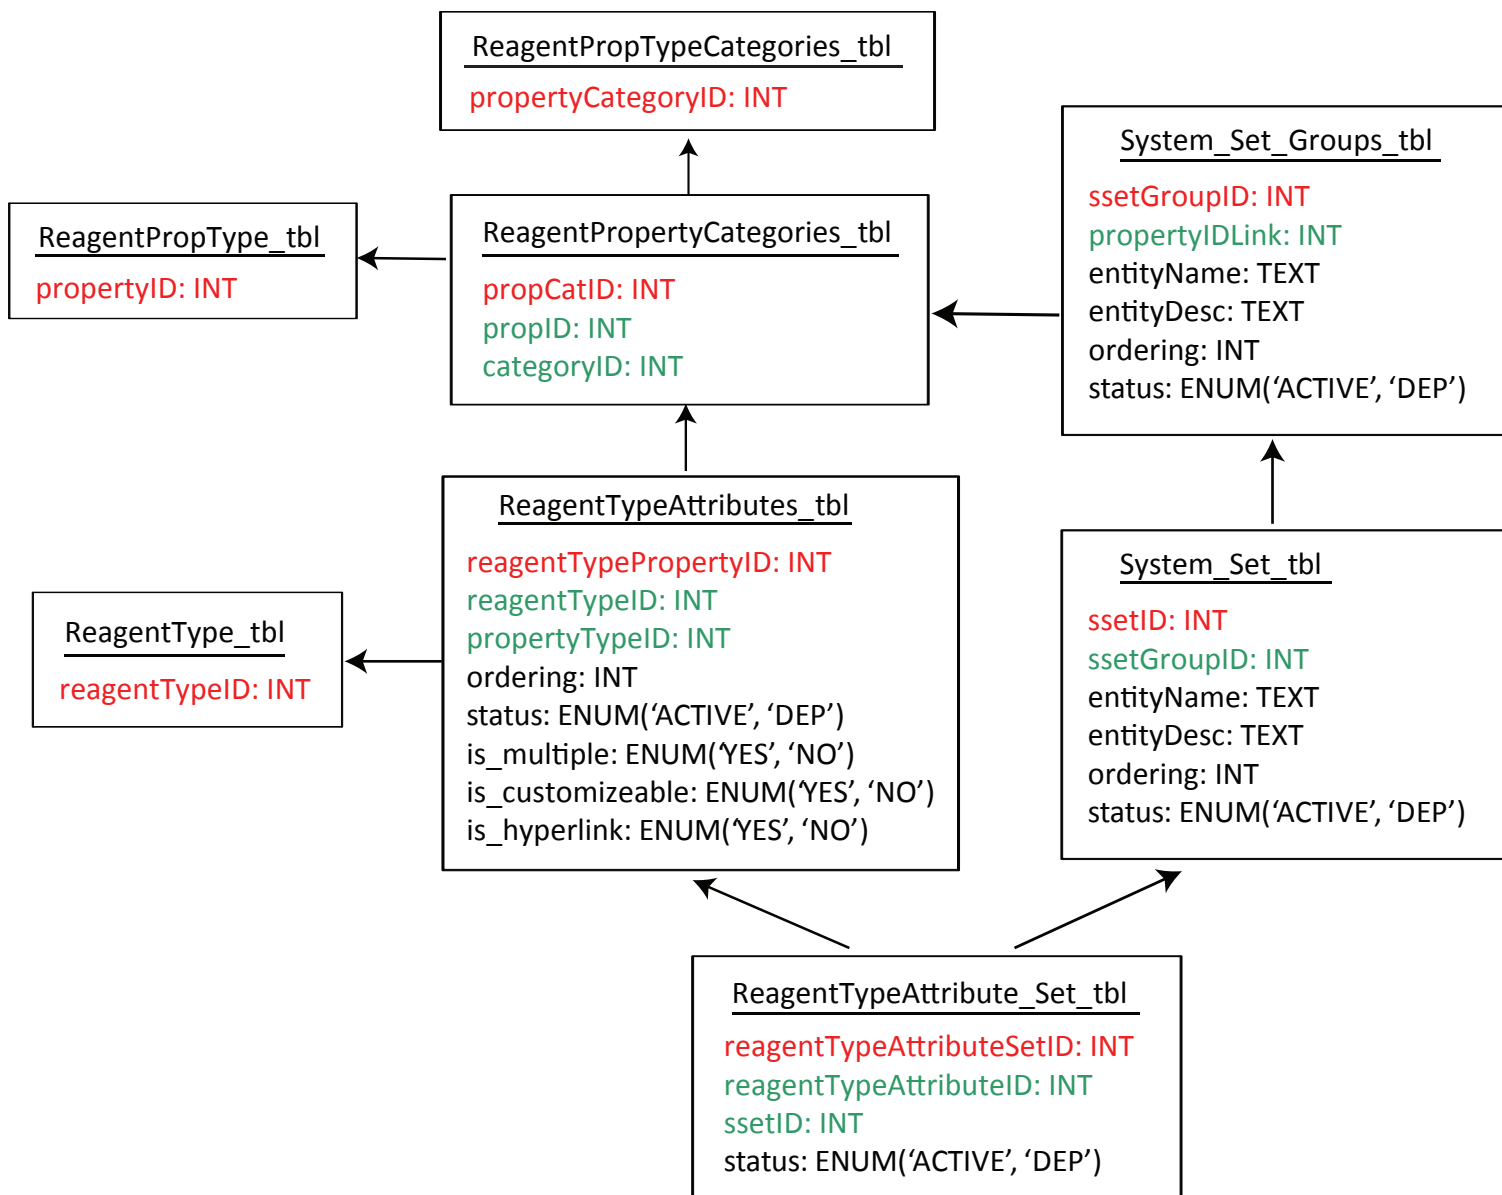 ReagentPropTypeCategories_tbl
propertyCategoryID: INT
System_Set_Groups_tbl
ssetGroupID: INT
propertyIDLink: INT
entityName: TEXT
entityDesc: TEXT
ordering: INT
status: ENUM(‘ACTIVE’, ‘DEP’)
ReagentPropType_tbl
propertyID: INT
ReagentPropertyCategories_tbl
propCatID: INT
propID: INT
categoryID: INT
ReagentTypeAttributes_tbl
reagentTypePropertyID: INT
reagentTypeID: INT
propertyTypeID: INT
ordering: INT
status: ENUM(‘ACTIVE’, ‘DEP’)
is_multiple: ENUM(‘YES’, ‘NO’)
is_customizeable: ENUM(‘YES’, ‘NO’)
is_hyperlink: ENUM(‘YES’, ‘NO’)
System_Set_tbl
ssetID: INT
ssetGroupID: INT
entityName: TEXT
entityDesc: TEXT
ordering: INT
status: ENUM(‘ACTIVE’, ‘DEP’)
ReagentType_tbl
reagentTypeID: INT
ReagentTypeAttribute_Set_tbl
reagentTypeAttributeSetID: INT
reagentTypeAttributeID: INT
ssetID: INT
status: ENUM(‘ACTIVE’, ‘DEP’)